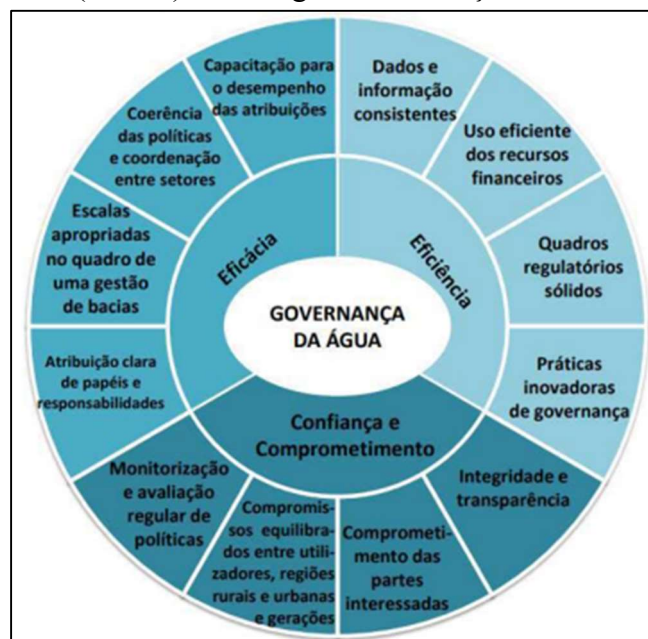 GOVERNANÇA
DA ÁGUA
Eficácia
Eficiência
Confiança e
Comprometimento
Capacitação para
o desempenho
das atribuições
Dados e
informação
consistentes
Uso eficiente
dos recursos
financeiros
Quadros
regulatórios
sólidos
Práticas
inovadoras
de governança
Integridade e
transparência
Comprometi-
mento das
partes
interessadas
Compromis-
sos equilibra-
dos entre utili-
zadores, regiões
rurais e urbanas
e gerações
Monitorização
e avaliação
regular de
políticas
Atribuição clara
de papéis e
responsabilidades
Escalas
apropriadas
no quadro de
uma gestão
de bacias
Coerência
das políticas
e coordenação
entre setores